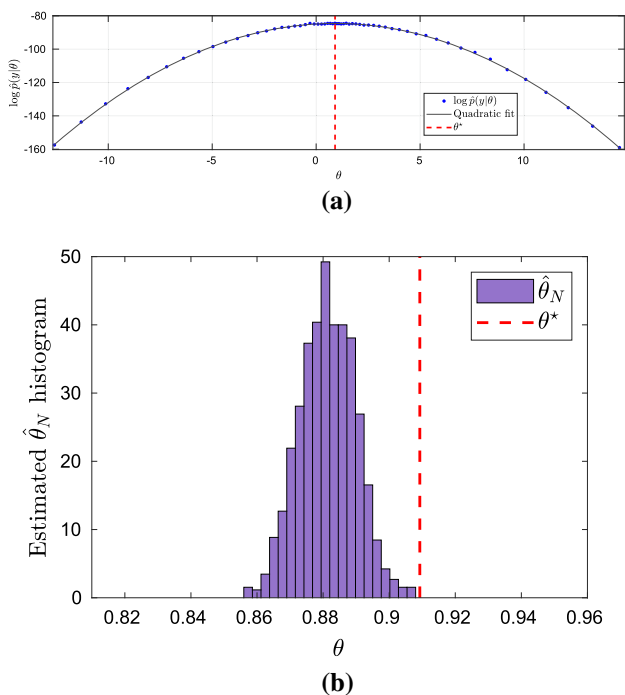 -80
-100
-120
-140
-160
log p̂(y|θ)
log p̂(y|θ)
Quadratic fit
θ⋆
-10 -5 0 5 10
θ
(a)
50
40
30
20
10
0
Estimated θ̂_N histogram
θ̂_N
θ⋆
0.82 0.84 0.86 0.88 0.9 0.92 0.94 0.96
θ
(b)